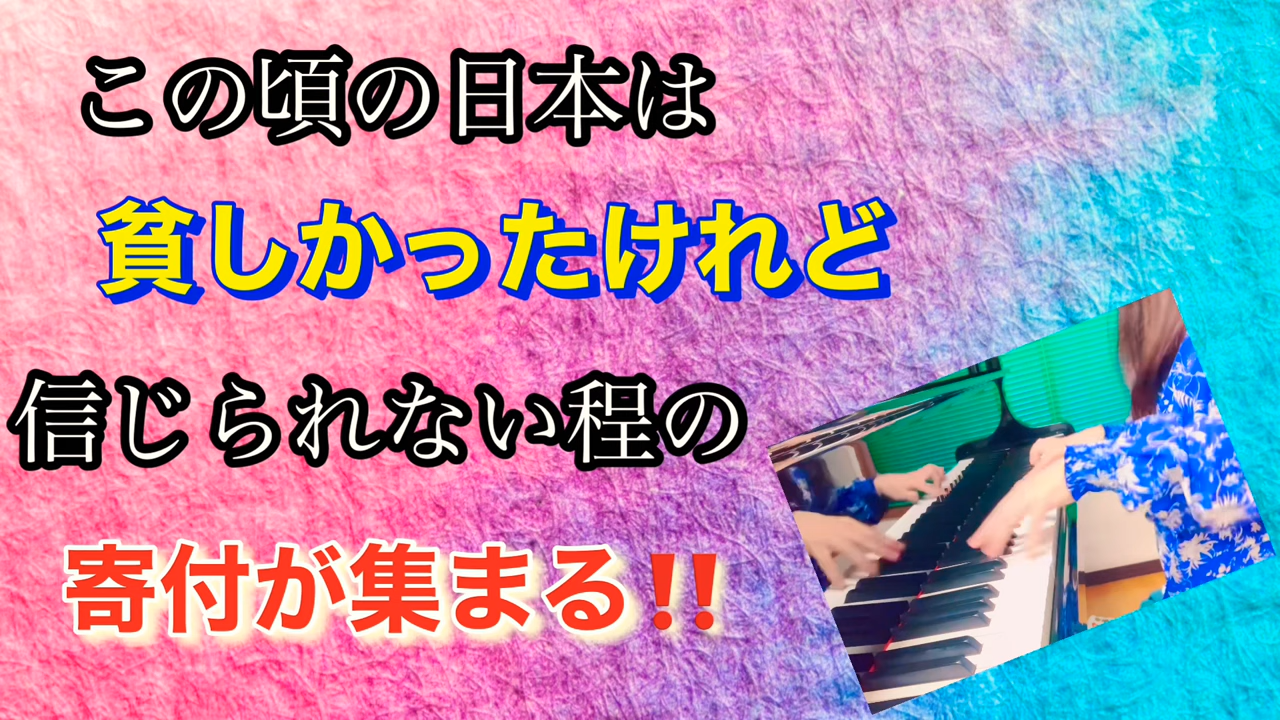 この頃の日本は
貧しかったけれど
信じられない程の
寄付が集まる‼